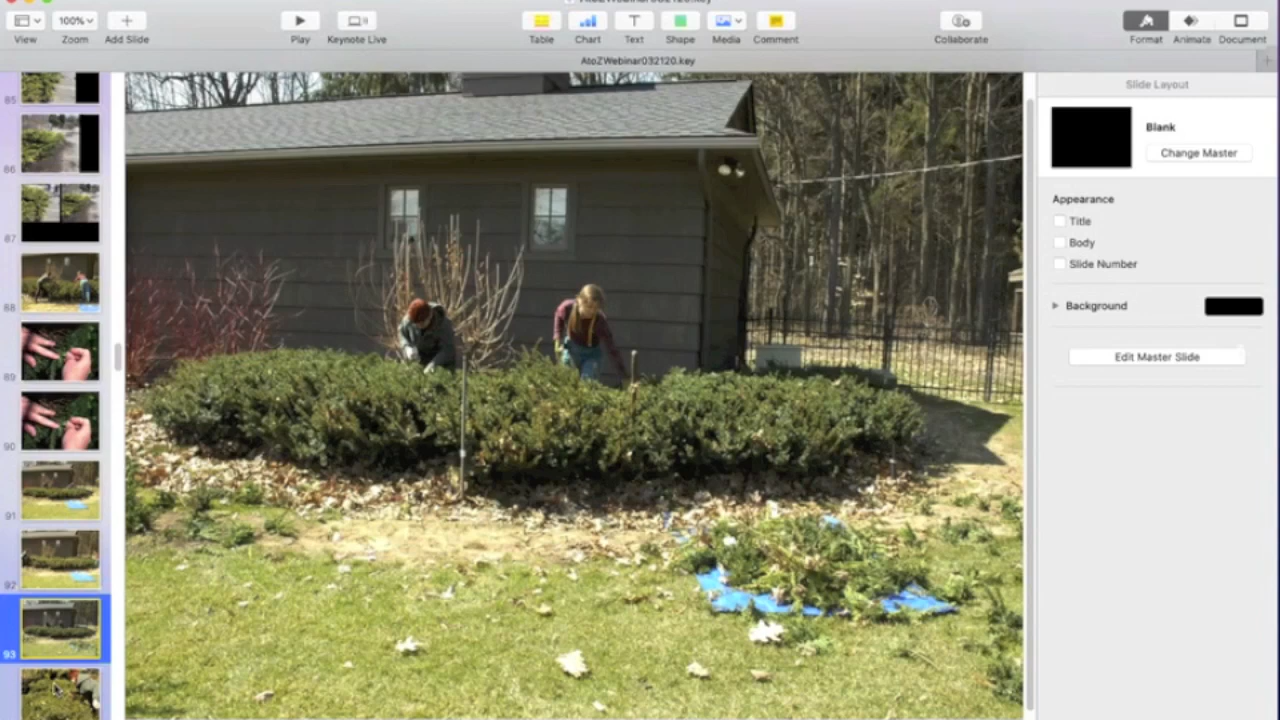 AtoZWebinar032120.key
100%
View
Zoom
Add Slide
Play
Keynote Live
Table
Chart
Text
Shape
Media
Comment
Collaborate
Format
Animate
Document
AtoZWebinar032120.key
85
86
87
88
89
90
91
92
93
Slide Layout
Blank
Change Master
Appearance
Title
Body
Slide Number
Background
Edit Master Slide